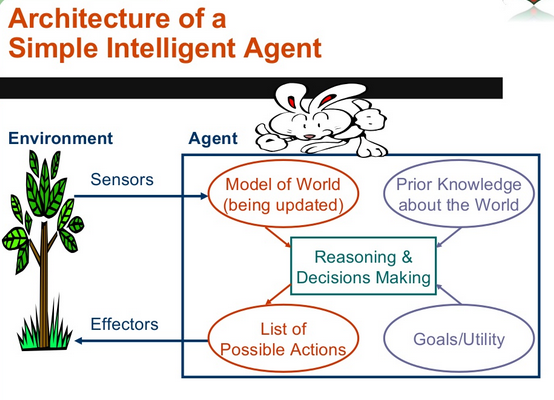 Architecture of a
Simple Intelligent Agent
Environment
Agent
Sensors
Model of World
(being updated)
Prior Knowledge
about the World
Reasoning &
Decisions Making
Effectors
List of
Possible Actions
Goals/Utility